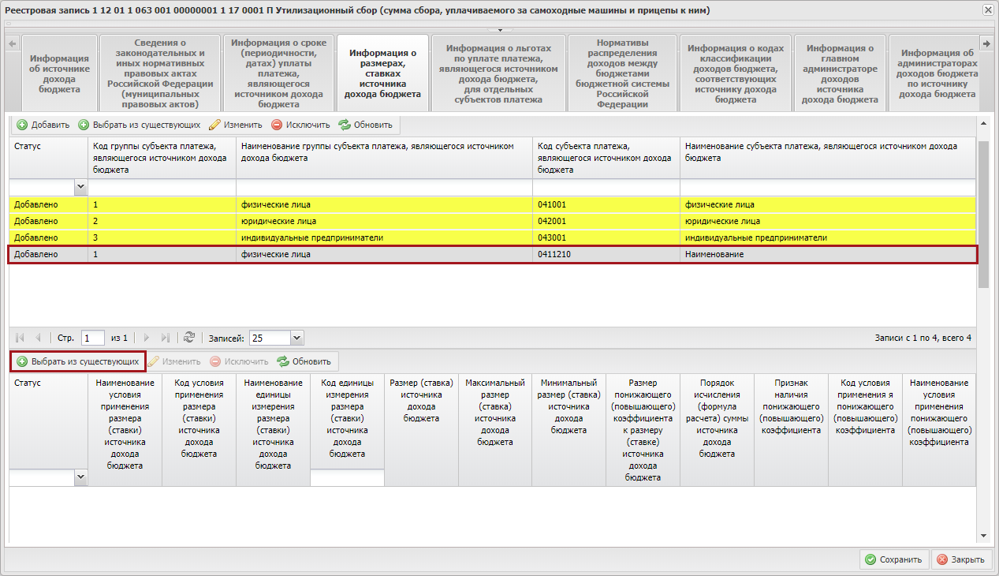 Реестровая запись 1 12 01 1 063 001 00000001 1 17 0001 П Утилизационный сбор (сумма сбора, уплачиваемого за самоходные машины и прицепы к ним)
Информация
об источнике
дохода
бюджета
Сведения о
законодательных и
иных нормативных
правовых актах
Российской Федерации
(муниципальных
правовых актов)
Информация о сроке
(периодичности,
датах) уплаты
платежа,
являющегося
источником дохода
бюджета
Информация о
размерах,
ставках
источника
дохода бюджета
Информация о льготах
по уплате платежа,
являющегося источником
дохода бюджета,
для отдельных
субъектов платежа
Нормативы
распределения
доходов между
бюджетами
бюджетной системы
Российской
Федерации
Информация о кодах
классификации
доходов бюджета,
соответствующих
источнику дохода
бюджета
Информация о
главном
администраторе
доходов
источника
дохода бюджета
Информация об
администраторах
доходов бюджета
по источнику
дохода бюджета
Добавить Выбрать из существующих Изменить Исключить Обновить
Статус
Код группы субъекта платежа,
являющегося источником дохода
бюджета
Наименование группы субъекта платежа, являющегося источником
дохода бюджета
Код субъекта платежа,
являющегося источником дохода
бюджета
Наименование субъекта платежа, являющегося источником дохода
бюджета
Добавлено 1 физические лица 041001 физические лица
Добавлено 2 юридические лица 042001 юридические лица
Добавлено 3 индивидуальные предприниматели 043001 индивидуальные предприниматели
Добавлено 1 физические лица 0411210 Наименование
Стр. 1 из 1 Записей: 25 Записи с 1 по 4, всего 4
Выбрать из существующих Изменить Исключить Обновить
Статус
Наименование
условия
применения
размера
(ставки)
источника
дохода
бюджета
Код условия
применения
размера
(ставки)
источника
дохода
бюджета
Наименование
единицы
измерения
размера
(ставки)
источника
дохода
бюджета
Код единицы
измерения
размера
(ставки)
источника
дохода
бюджета
Размер (ставка)
источника
дохода
бюджета
Максимальный
размер
(ставка)
источника
дохода
бюджета
Минимальный
размер (ставка)
источника
дохода
бюджета
Размер
понижающего
(повышающего)
коэффициента
к размеру
(ставке)
источника
дохода
бюджета
Порядок
исчисления
(формула
расчета) суммы
источника
дохода
бюджета
Признак
наличия
понижающего
(повышающего)
коэффициента
Код условия
применения я
понижающего
(повышающего)
коэффициента
Наименование
условия
применения
понижающего
(повышающего)
коэффициента
Сохранить Закрыть